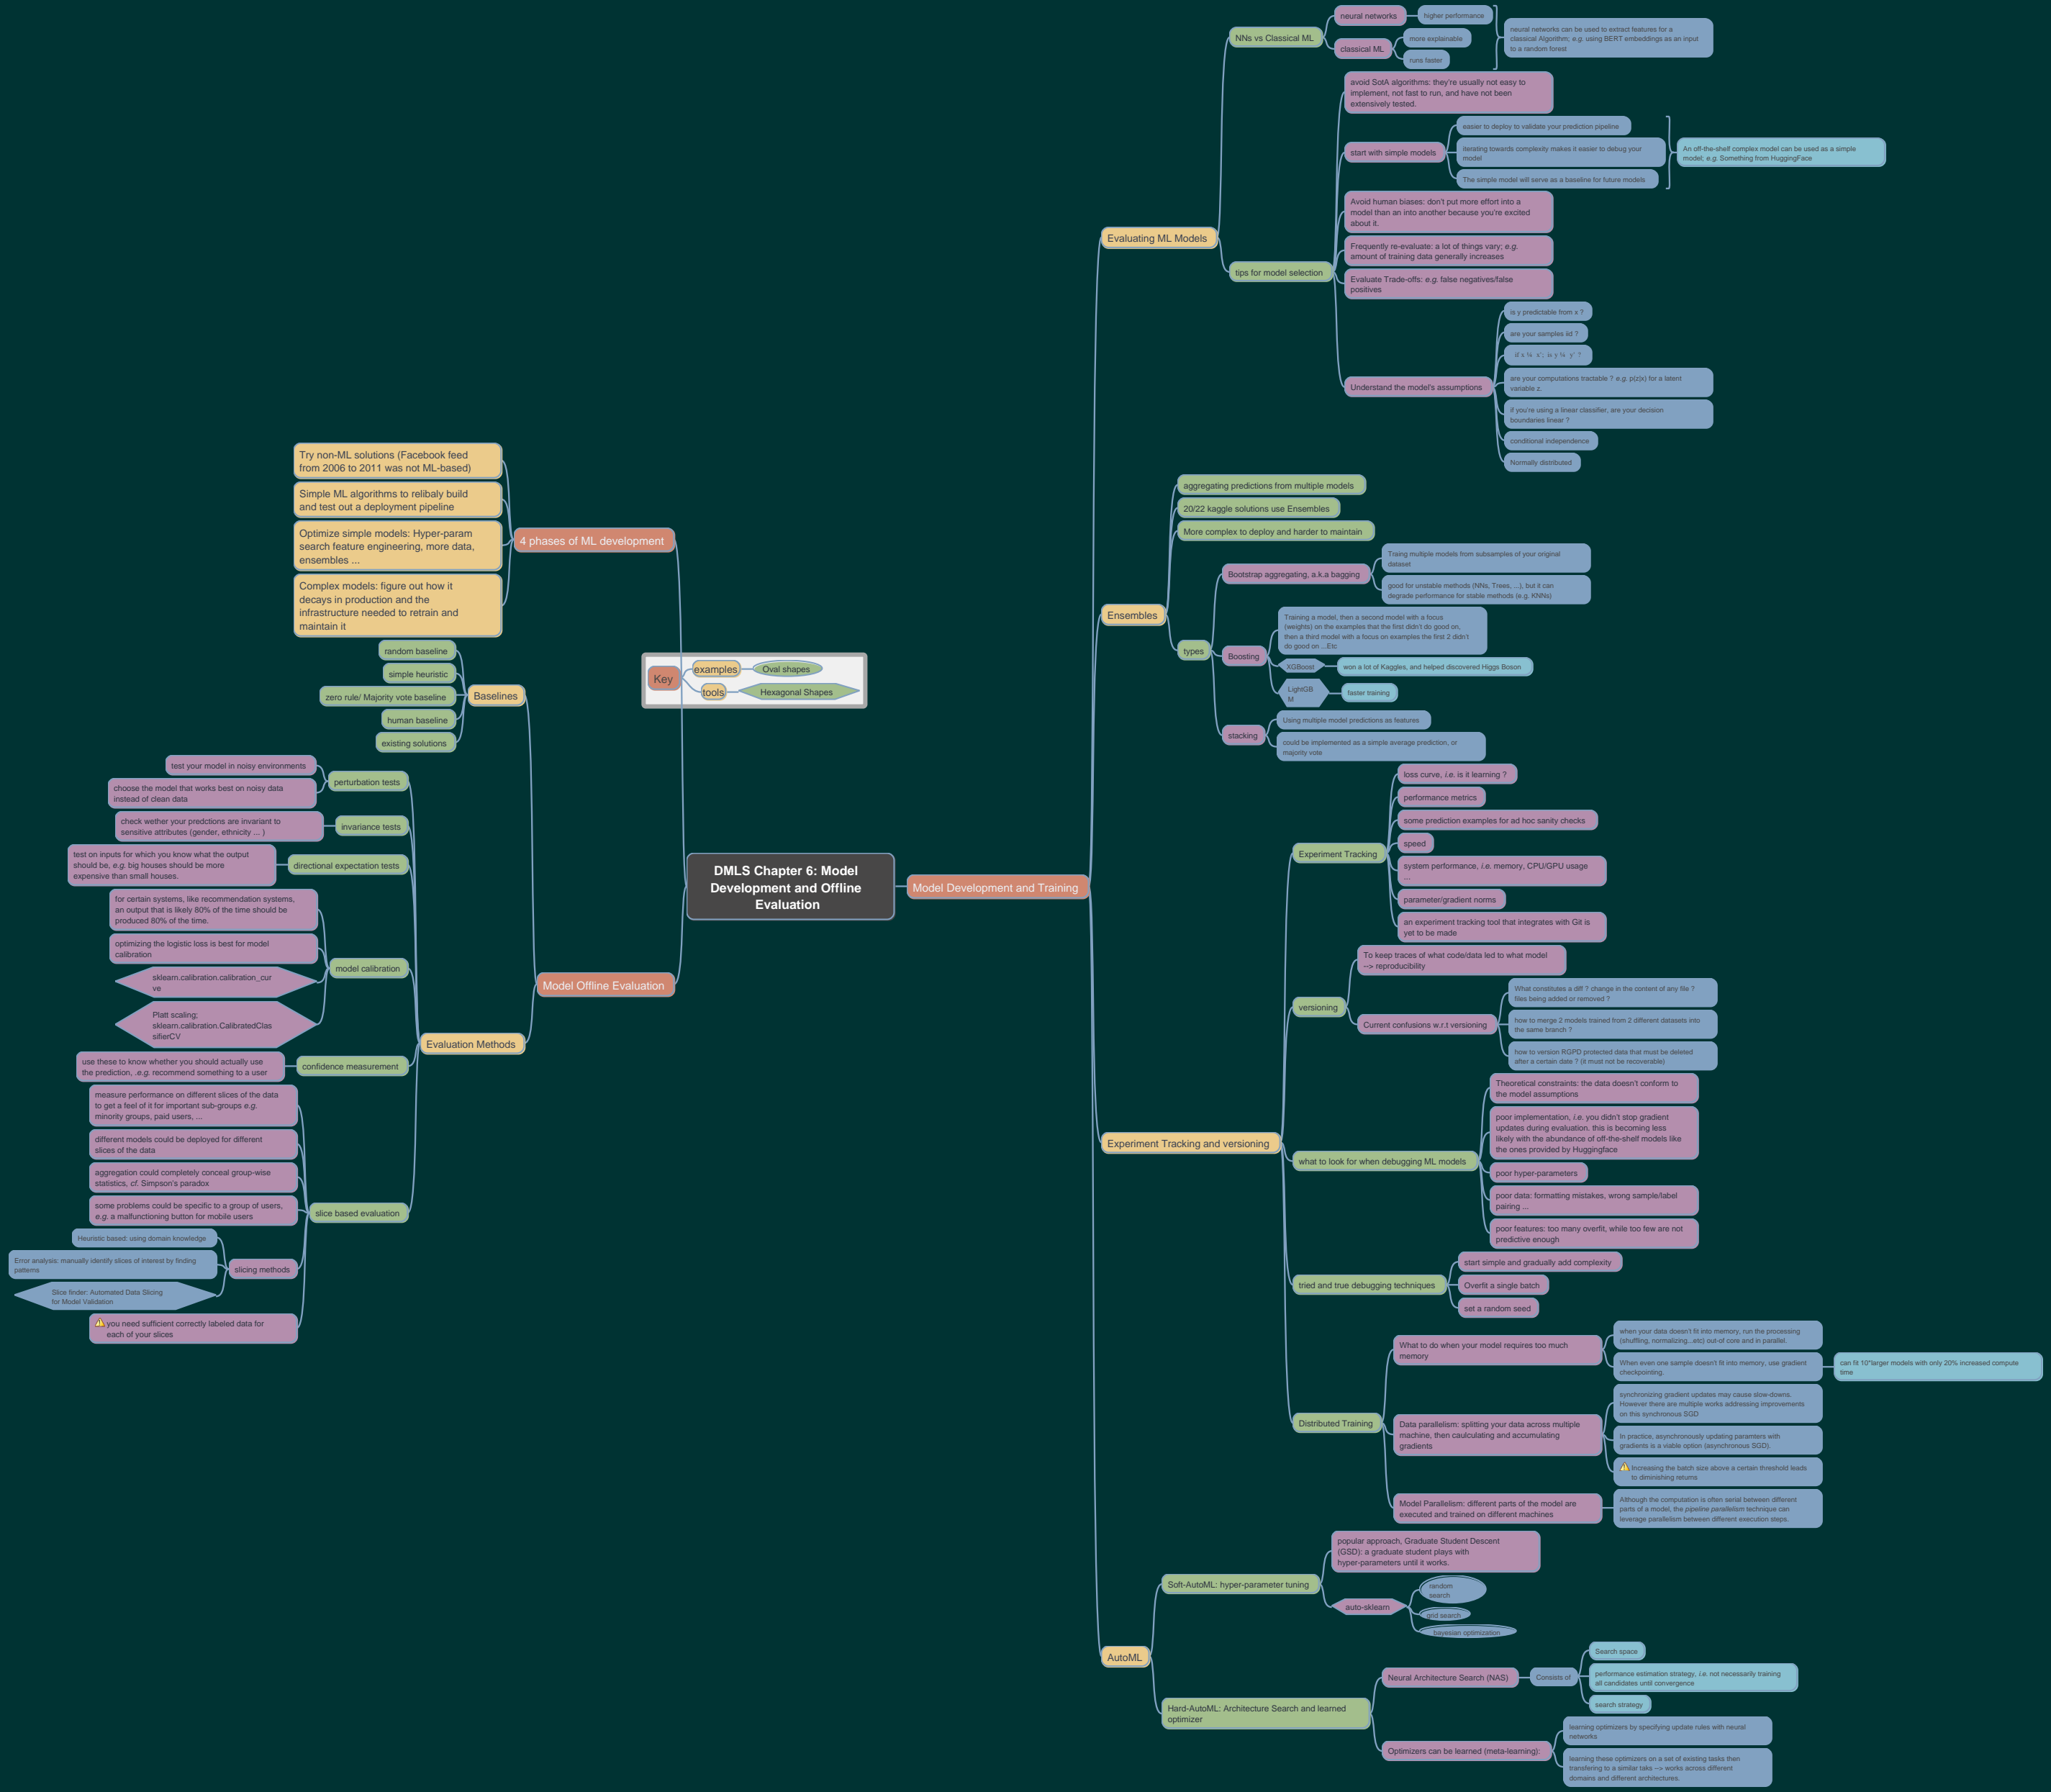 DMLS Chapter 6: Model
Development and Offline
Evaluation
Key
examples
Oval shapes
tools
Hexagonal Shapes
4 phases of ML development
Try non-ML solutions (Facebook feed
from 2006 to 2011 was not ML-based)
Simple ML algorithms to relibaly build
and test out a deployment pipeline
Optimize simple models: Hyper-param
search feature engineering, more data,
ensembles ...
Complex models: figure out how it
decays in production and the
infrastructure needed to retrain and
maintain it
Model Offline Evaluation
Baselines
random baseline
simple heuristic
zero rule/ Majority vote baseline
human baseline
existing solutions
Evaluation Methods
perturbation tests
test your model in noisy environments
choose the model that works best on noisy data
instead of clean data
invariance tests
check wether your predctions are invariant to
sensitive attributes (gender, ethnicity ... )
directional expectation tests
test on inputs for which you know what the output
should be, e.g. big houses should be more
expensive than small houses.
model calibration
for certain systems, like recommendation systems,
an output that is likely 80% of the time should be
produced 80% of the time.
optimizing the logistic loss is best for model
calibration
sklearn.calibration.calibration_cur
ve
Platt scaling;
sklearn.calibration.CalibratedClas
sifierCV
confidence measurement
use these to know whether you should actually use
the prediction, .e.g. recommend something to a user
slice based evaluation
measure performance on different slices of the data
to get a feel of it for important sub-groups e.g.
minority groups, paid users, ...
different models could be deployed for different
slices of the data
aggregation could completely conceal group-wise
statistics, cf. Simpson's paradox
some problems could be specific to a group of users,
e.g. a malfunctioning button for mobile users
slicing methods
Heuristic based: using domain knowledge
Error analysis: manually identify slices of interest by finding
patterns
Slice finder: Automated Data Slicing
for Model Validation
you need sufficient correctly labeled data for
each of your slices
Model Development and Training
Evaluating ML Models
NNs vs Classical ML
neural networks
higher performance
classical ML
more explainable
runs faster
neural networks can be used to extract features for a
classical Algorithm; e.g. using BERT embeddings as an input
to a random forest
tips for model selection
avoid SotA algorithms: they're usually not easy to
implement, not fast to run, and have not been
extensively tested.
start with simple models
easier to deploy to validate your prediction pipeline
iterating towards complexity makes it easier to debug your
model
The simple model will serve as a baseline for future models
An off-the-shelf complex model can be used as a simple
model; e.g. Something from HuggingFace
Avoid human biases: don't put more effort into a
model than an into another because you're excited
about it.
Frequently re-evaluate: a lot of things vary; e.g.
amount of training data generally increases
Evaluate Trade-offs: e.g. false negatives/false
positives
Understand the model's assumptions
is y predictable from x ?
are your samples iid ?
if x ¼ x'; is y ¼ y' ?
are your computations tractable ? e.g. p(z|x) for a latent
variable z.
if you're using a linear classifier, are your decision
boundaries linear ?
conditional independence
Normally distributed
Ensembles
aggregating predictions from multiple models
20/22 kaggle solutions use Ensembles
More complex to deploy and harder to maintain
types
Bootstrap aggregating, a.k.a bagging
Traing multiple models from subsamples of your original
dataset
good for unstable methods (NNs, Trees, ...), but it can
degrade performance for stable methods (e.g. KNNs)
Boosting
Training a model, then a second model with a focus
(weights) on the examples that the first didn't do good on,
then a third model with a focus on examples the first 2 didn't
do good on ...Etc
XGBoost
won a lot of Kaggles, and helped discovered Higgs Boson
LightGB
M
faster training
stacking
Using multiple model predictions as features
could be implemented as a simple average prediction, or
majority vote
Experiment Tracking and versioning
Experiment Tracking
loss curve, i.e. is it learning ?
performance metrics
some prediction examples for ad hoc sanity checks
speed
system performance, i.e. memory, CPU/GPU usage
...
parameter/gradient norms
an experiment tracking tool that integrates with Git is
yet to be made
versioning
To keep traces of what code/data led to what model
--> reproducibility
Current confusions w.r.t versioning
What constitutes a diff ? change in the content of any file ?
files being added or removed ?
how to merge 2 models trained from 2 different datasets into
the same branch ?
how to version RGPD protected data that must be deleted
after a certain date ? (it must not be recoverable)
what to look for when debugging ML models
Theoretical constraints: the data doesn't conform to
the model assumptions
poor implementation, i.e. you didn't stop gradient
updates during evaluation. this is becoming less
likely with the abundance of off-the-shelf models like
the ones provided by Huggingface
poor hyper-parameters
poor data: formatting mistakes, wrong sample/label
pairing ...
poor features: too many overfit, while too few are not
predictive enough
tried and true debugging techniques
start simple and gradually add complexity
Overfit a single batch
set a random seed
Distributed Training
What to do when your model requires too much
memory
when your data doesn't fit into memory, run the processing
(shuffling, normalizing...etc) out-of core and in parallel.
When even one sample doesn't fit into memory, use gradient
checkpointing.
can fit 10*larger models with only 20% increased compute
time
Data parallelism: splitting your data across multiple
machine, then caulculating and accumulating
gradients
synchronizing gradient updates may cause slow-downs.
However there are multiple works addressing improvements
on this synchronous SGD
In practice, asynchronously updating paramters with
gradients is a viable option (asynchronous SGD).
Increasing the batch size above a certain threshold leads
to diminishing returns
Model Parallelism: different parts of the model are
executed and trained on different machines
Although the computation is often serial between different
parts of a model, the pipeline parallelism technique can
leverage parallelism between different execution steps.
AutoML
Soft-AutoML: hyper-parameter tuning
popular approach, Graduate Student Descent
(GSD): a graduate student plays with
hyper-parameters until it works.
auto-sklearn
random
search
grid search
bayesian optimization
Hard-AutoML: Architecture Search and learned
optimizer
Neural Architecture Search (NAS)
Consists of
Search space
performance estimation strategy, i.e. not necessarily training
all candidates until convergence
search strategy
Optimizers can be learned (meta-learning):
learning optimizers by specifying update rules with neural
networks
learning these optimizers on a set of existing tasks then
transfering to a similar taks --> works across different
domains and different architectures.